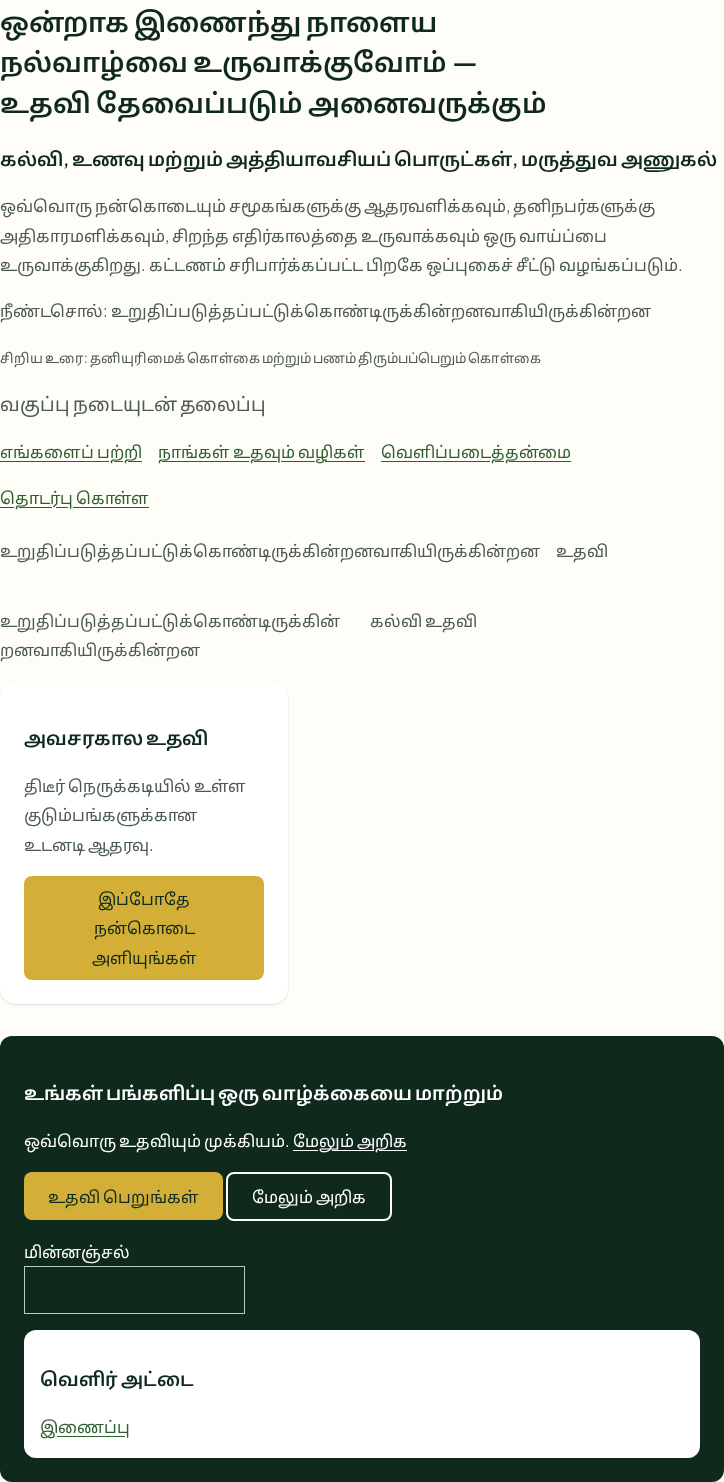 ஒன்றாக இணைந்து நாளைய
நல்வாழ்வை உருவாக்குவோம் —
உதவி தேவைப்படும் அனைவருக்கும்
கல்வி, உணவு மற்றும் அத்தியாவசியப் பொருட்கள், மருத்துவ அணுகல்
ஒவ்வொரு நன்கொடையும் சமூகங்களுக்கு ஆதரவளிக்கவும், தனிநபர்களுக்கு
அதிகாரமளிக்கவும், சிறந்த எதிர்காலத்தை உருவாக்கவும் ஒரு வாய்ப்பை
உருவாக்குகிறது. கட்டணம் சரிபார்க்கப்பட்ட பிறகே ஒப்புகைச் சீட்டு வழங்கப்படும்.
நீண்டசொல்: உறுதிப்படுத்தப்பட்டுக்கொண்டிருக்கின்றனவாகியிருக்கின்றன
சிறிய உரை: தனியுரிமைக் கொள்கை மற்றும் பணம் திரும்பப்பெறும் கொள்கை
வகுப்பு நடையுடன் தலைப்பு
எங்களைப் பற்றி நாங்கள் உதவும் வழிகள் வெளிப்படைத்தன்மை
தொடர்பு கொள்ள
உறுதிப்படுத்தப்பட்டுக்கொண்டிருக்கின்றனவாகியிருக்கின்றன உதவி
உறுதிப்படுத்தப்பட்டுக்கொண்டிருக்கின் கல்வி உதவி
றனவாகியிருக்கின்றன
அவசரகால உதவி
திடீர் நெருக்கடியில் உள்ள
குடும்பங்களுக்கான
உடனடி ஆதரவு.
இப்போதே
நன்கொடை
அளியுங்கள்
உங்கள் பங்களிப்பு ஒரு வாழ்க்கையை மாற்றும்
ஒவ்வொரு உதவியும் முக்கியம். மேலும் அறிக
உதவி பெறுங்கள் மேலும் அறிக
மின்னஞ்சல்
வெளிர் அட்டை
இணைப்பு